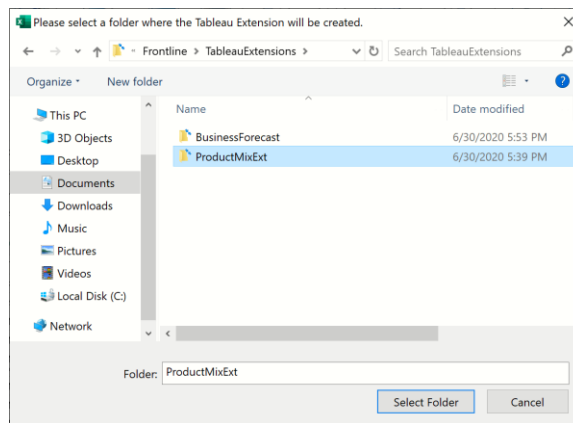 Please select a folder where the Tableau Extension will be created.
« Frontline > TableauExtensions >
Search TableauExtensions
Organize
New folder
Name
Date modified
This PC
3D Objects
Desktop
Documents
Downloads
Music
Pictures
Videos
Local Disk (C:)
Network
BusinessForecast 6/30/2020 5:53 PM
ProductMixExt 6/30/2020 5:39 PM
Folder: ProductMixExt
Select Folder
Cancel